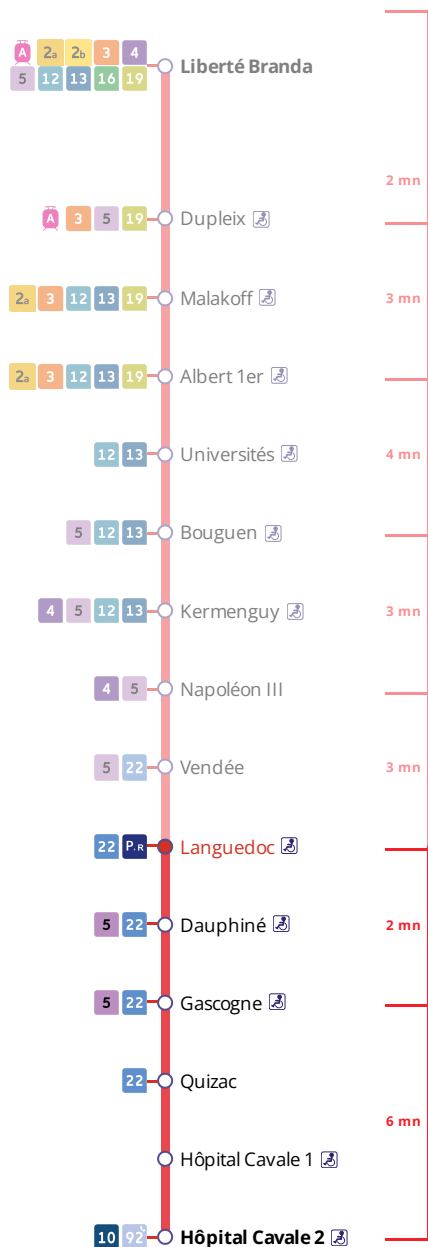 A 2a 2b 3 4
Liberté Branda
5 12 13 16 19
2 mn
A 3 5 19 Dupleix
2a 3 12 13 19 Malakoff 3 mn
2a 3 12 13 19 Albert 1er
12 13 Universités 4 mn
5 12 13 Bouguen
4 5 12 13 Kermenguy 3 mn
4 5 Napoléon III
5 22 Vendée 3 mn
22 P+R Languedoc
5 22 Dauphiné 2 mn
5 22 Gascogne
22 Quizac
6 mn
Hôpital Cavale 1
10 92 Hôpital Cavale 2